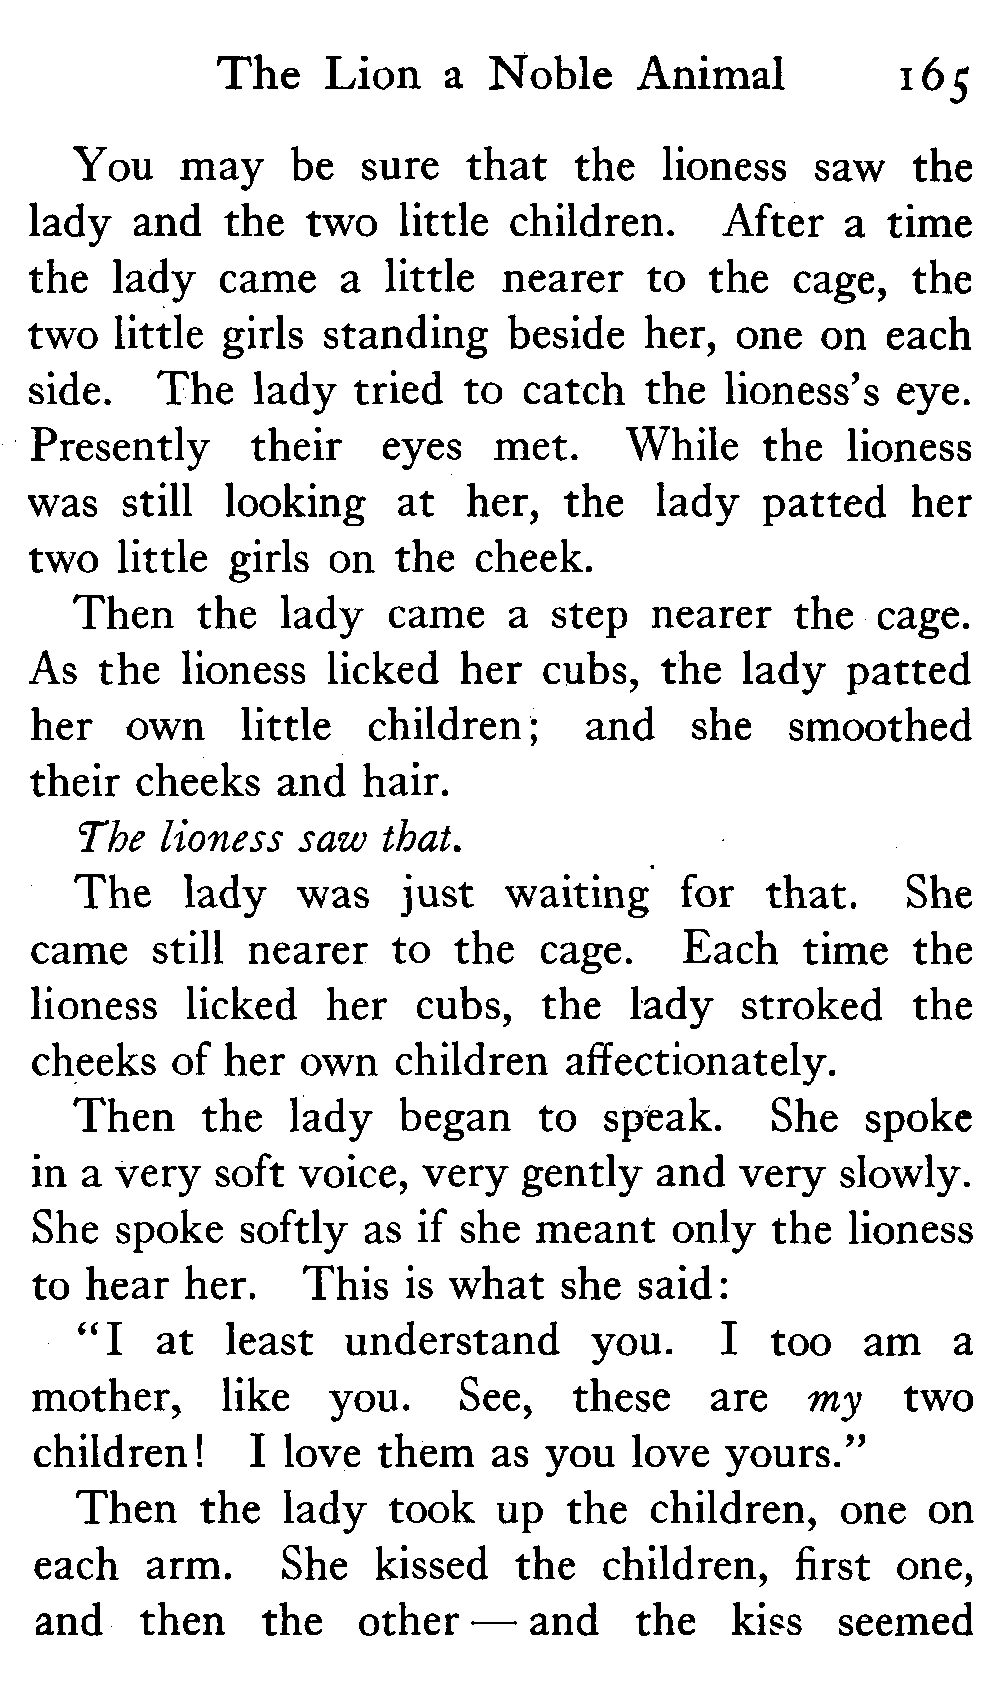 The Lion a Noble Animal 165
You may be sure that the lioness saw the
lady and the two little children. After a time
the lady came a little nearer to the cage, the
two little girls standing beside her, one on each
side. The lady tried to catch the lioness's eye.
Presently their eyes met. While the lioness
was still looking at her, the lady patted her
two little girls on the cheek.
Then the lady came a step nearer the cage.
As the lioness licked her cubs, the lady patted
her own little children; and she smoothed
their cheeks and hair.
The lioness saw that.
The lady was just waiting for that. She
came still nearer to the cage. Each time the
lioness licked her cubs, the lady stroked the
cheeks of her own children affectionately.
Then the lady began to speak. She spoke
in a very soft voice, very gently and very slowly.
She spoke softly as if she meant only the lioness
to hear her. This is what she said:
"I at least understand you. I too am a
mother, like you. See, these are my two
children! I love them as you love yours."
Then the lady took up the children, one on
each arm. She kissed the children, first one,
and then the other — and the kiss seemed